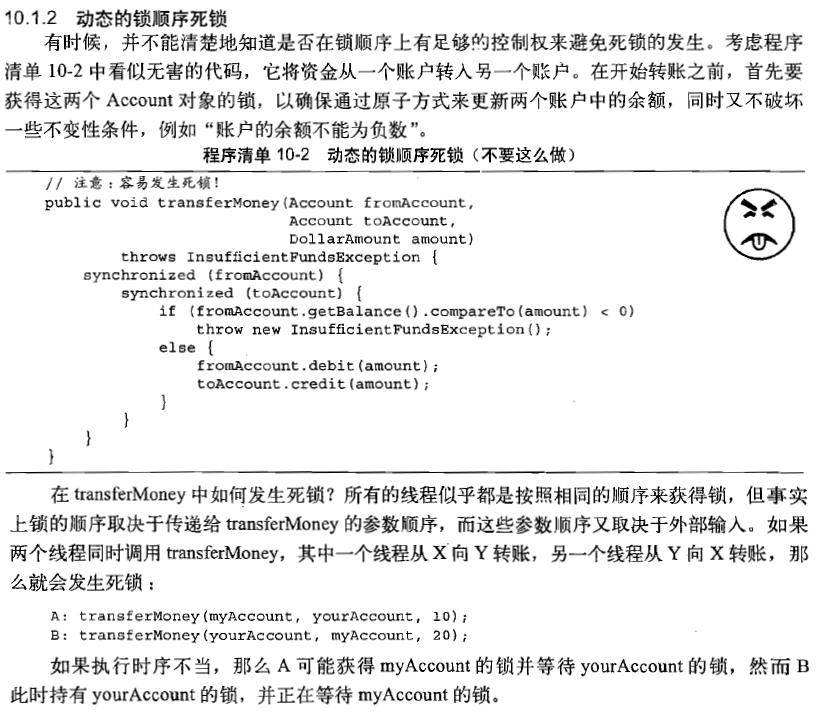 10.1.2 动态的锁顺序死锁
有时候，并不能清楚地知道是否在锁顺序上有足够的控制权来避免死锁的发生。考虑程序
清单 10-2 中看似无害的代码，它将资金从一个账户转入另一个账户。在开始转账之前，首先要
获得这两个 Account 对象的锁，以确保通过原子方式来更新两个账户中的余额，同时又不破坏
一些不变性条件，例如“账户的余额不能为负数”。
程序清单 10-2 动态的锁顺序死锁（不要这么做）
// 注意：容易发生死锁！
public void transferMoney(Account fromAccount,
Account toAccount,
DollarAmount amount)
throws InsufficientFundsException {
synchronized (fromAccount) {
synchronized (toAccount) {
if (fromAccount.getBalance().compareTo(amount) < 0)
throw new InsufficientFundsException();
else {
fromAccount.debit(amount);
toAccount.credit(amount);
}
}
}
}
在 transferMoney 中如何发生死锁？所有的线程似乎都是按照相同的顺序来获得锁，但事实
上锁的顺序取决于传递给 transferMoney 的参数顺序，而这些参数顺序又取决于外部输入。如果
两个线程同时调用 transferMoney，其中一个线程从 X 向 Y 转账，另一个线程从 Y 向 X 转账，那
么就会发生死锁：
A: transferMoney(myAccount, yourAccount, 10);
B: transferMoney(yourAccount, myAccount, 20);
如果执行时序不当，那么 A 可能获得 myAccount 的锁并等待 yourAccount 的锁，然而 B
此时持有 yourAccount 的锁，并正在等待 myAccount 的锁。